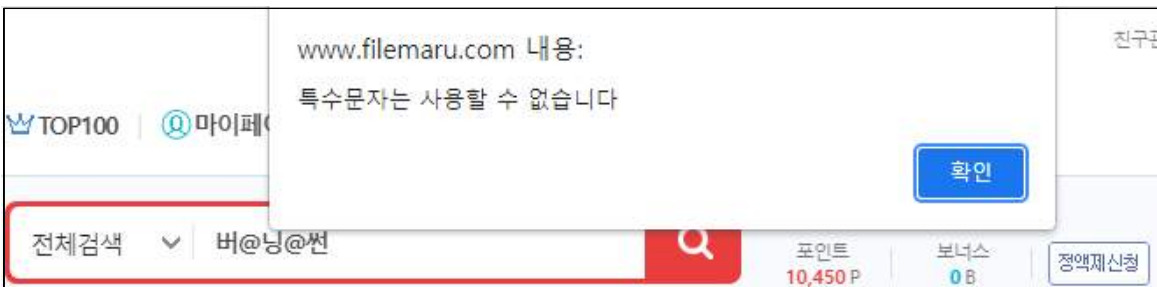 www.filemaru.com 내용:
특수문자는 사용할 수 없습니다
확인
TOP100
마이페
전체검색 버@닝@썬
포인트
10,450 P
보너스
0 B
정액제신청